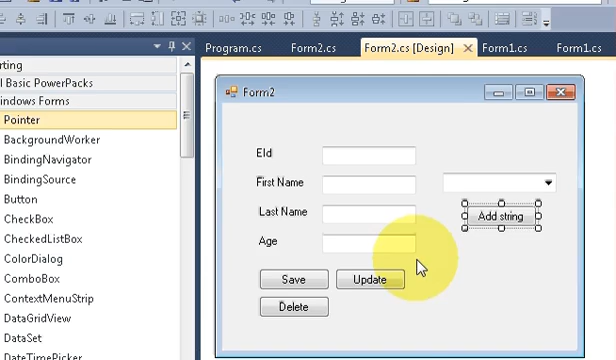 Program.cs Form2.cs Form2.cs [Design] Form1.cs Form1.cs
rting
l Basic PowerPacks
indows Forms
Pointer
BackgroundWorker
BindingNavigator
BindingSource
Button
CheckBox
CheckedListBox
ColorDialog
ComboBox
ContextMenuStrip
DataGridView
DataSet
DateTimePicker
Form2
EId
First Name
Last Name
Age
Add string
Save Update
Delete